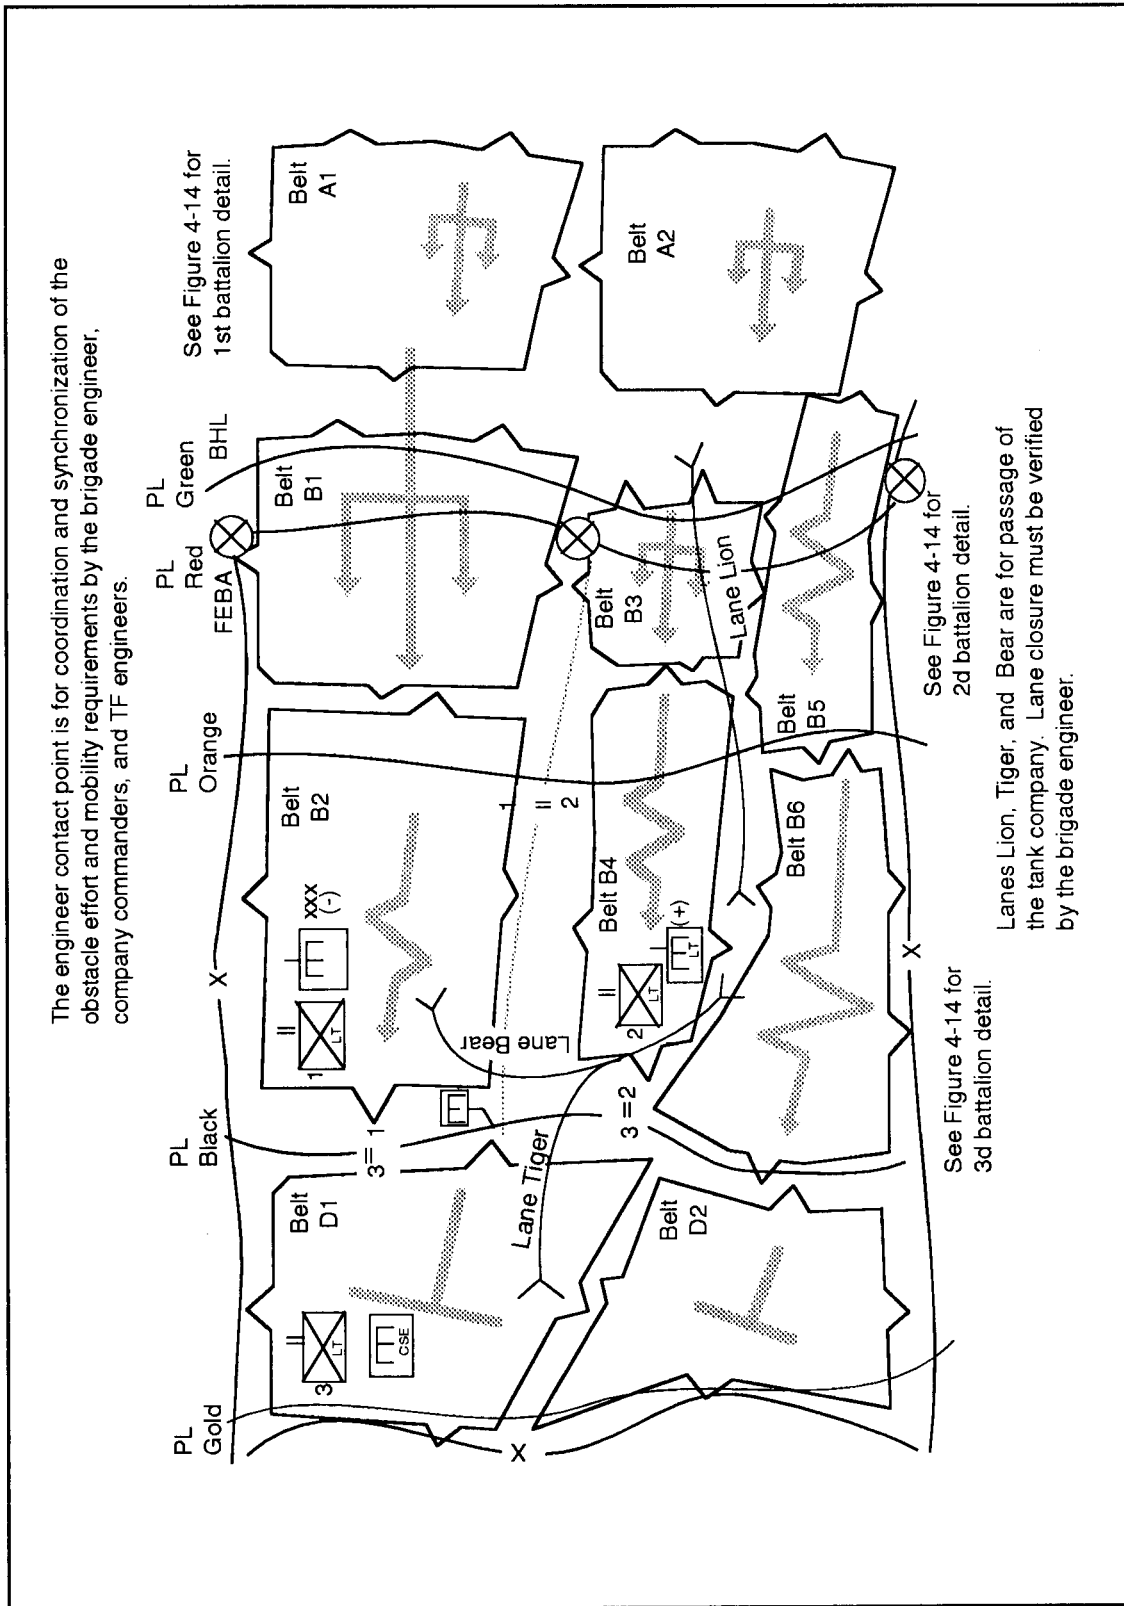 The engineer contact point is for coordination and synchronization of the
obstacle effort and mobility requirements by the brigade engineer,
company commanders, and TF engineers.
See Figure 4-14 for
1st battalion detail.
PL
Gold
PL
Black
PL
Orange
PL
Red
FEBA
PL
Green
BHL
X
Belt
D1
3
II
LT
CSE
3 = 1
1
II
LT
XXX
(-)
Belt
B2
Belt
B1
Belt
A1
X
Lane Tiger
Lane Bear
1
II
2
Belt
D2
3 = 2
2
II
LT
LT
(+)
Belt B4
Belt
B3
Lane Lion
Belt
A2
Belt B6
Belt
B5
X
See Figure 4-14 for
3d battalion detail.
See Figure 4-14 for
2d battalion detail.
Lanes Lion, Tiger, and Bear are for passage of
the tank company. Lane closure must be verified
by the brigade engineer.